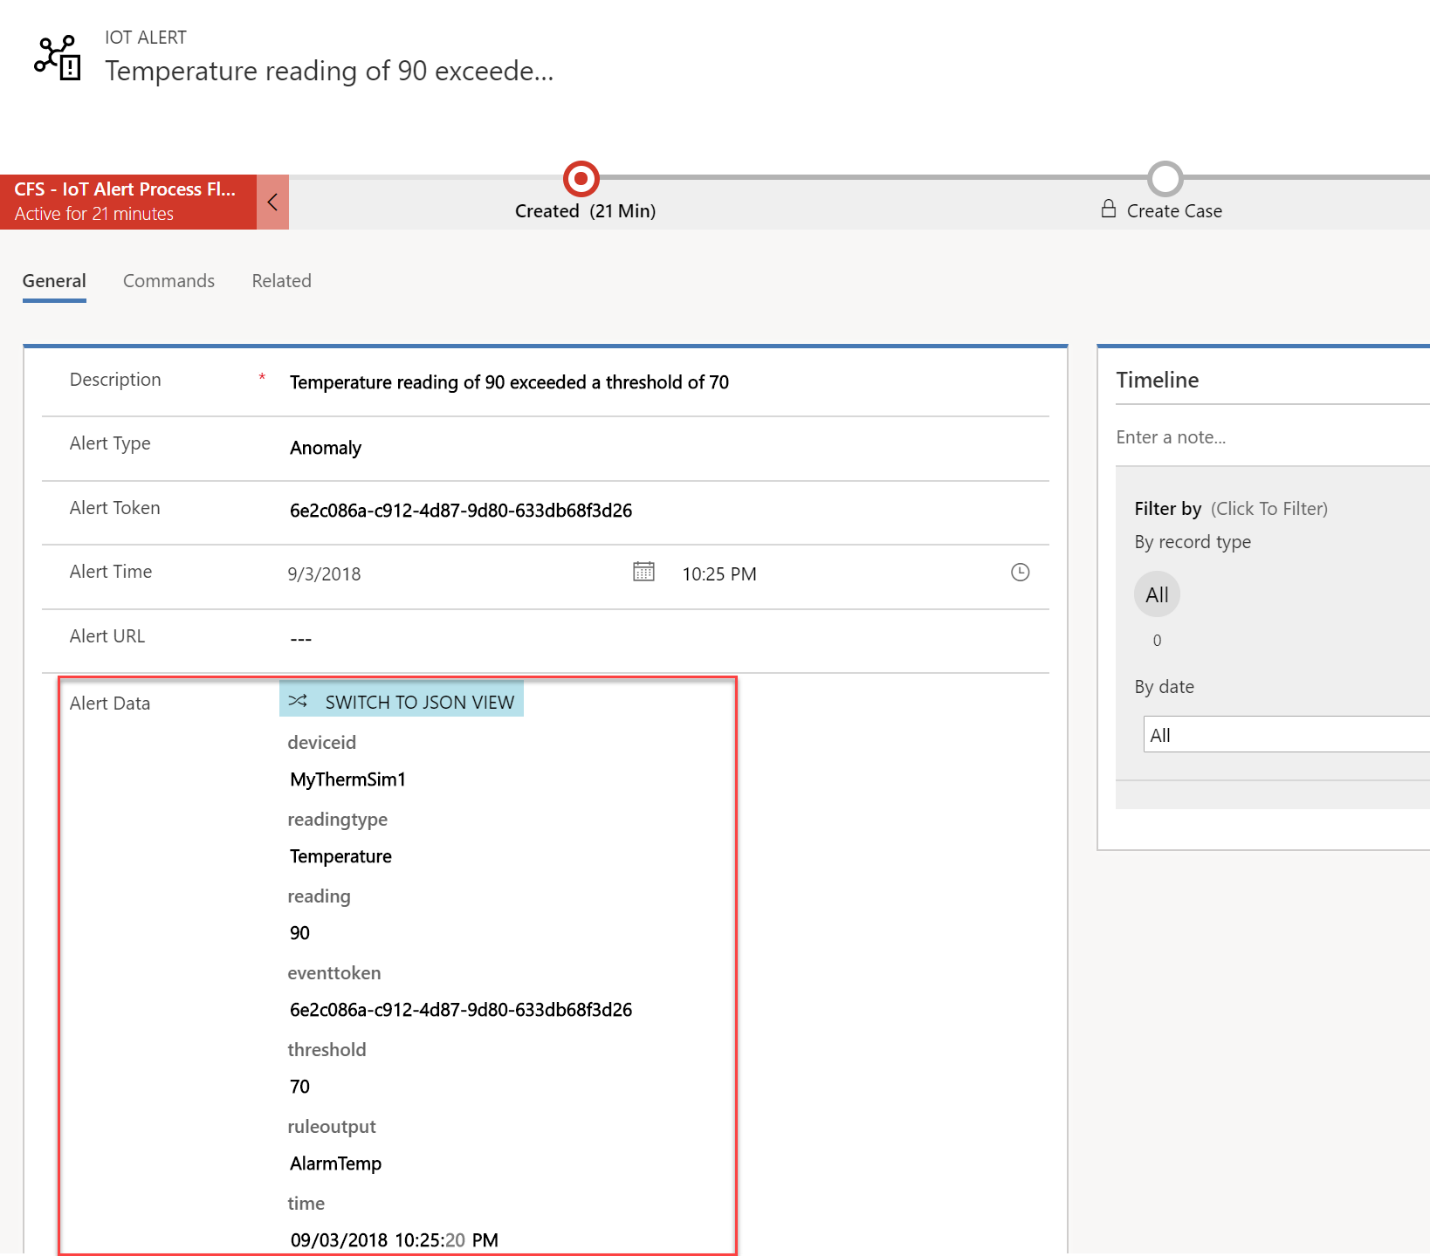 IOT ALERT
Temperature reading of 90 exceede...
CFS - IoT Alert Process Fl...
Active for 21 minutes
Created (21 Min)
Create Case
General Commands Related
Description * Temperature reading of 90 exceeded a threshold of 70
Alert Type Anomaly
Alert Token 6e2c086a-c912-4d87-9d80-633db68f3d26
Alert Time 9/3/2018 10:25 PM
Alert URL ---
Alert Data SWITCH TO JSON VIEW
deviceid
MyThermSim1
readingtype
Temperature
reading
90
eventtoken
6e2c086a-c912-4d87-9d80-633db68f3d26
threshold
70
ruleoutput
AlarmTemp
time
09/03/2018 10:25:20 PM
Timeline
Enter a note...
Filter by (Click To Filter)
By record type
All
0
By date
All